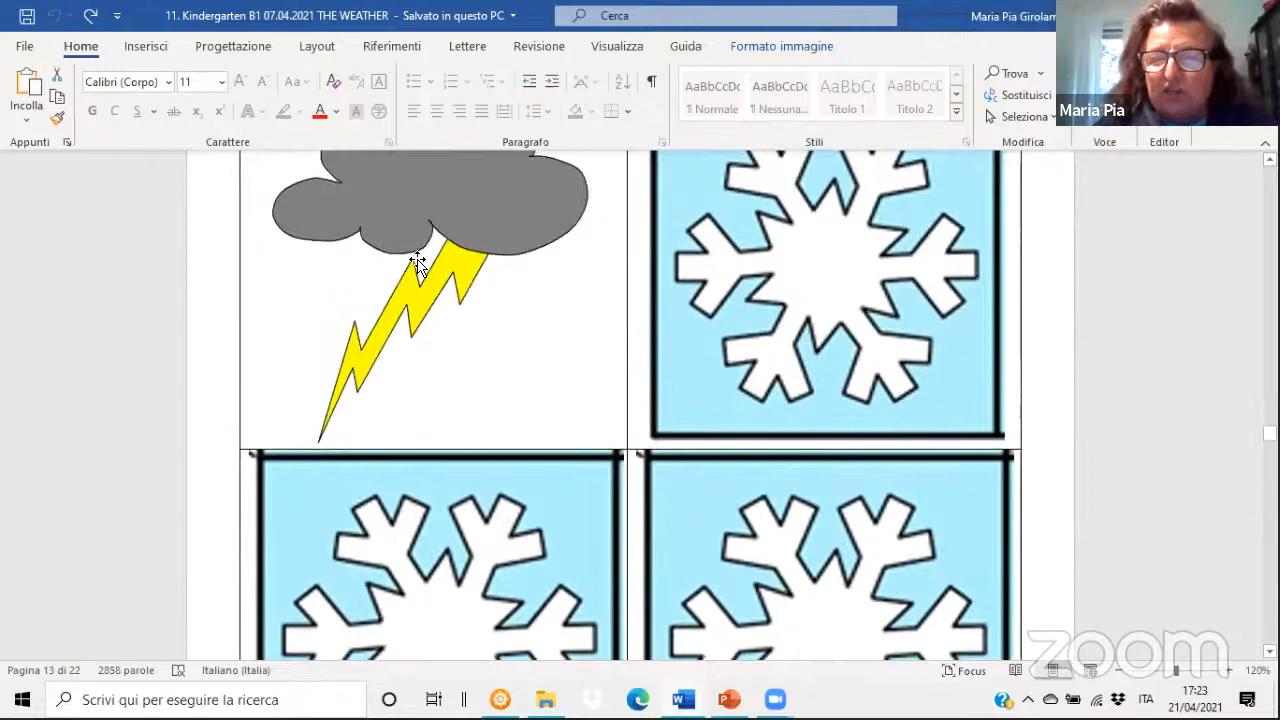 11. Kindergarten B1 07.04.2021 THE WEATHER - Salvato in questo PC
Cerca
Maria Pia Girolam
File Home Inserisci Progettazione Layout Riferimenti Lettere Revisione Visualizza Guida Formato immagine
Incolla
Calibri (Corpo) 11
Aa
G C S ab x x A A
AaBbCcDc AaBbCcDc AaBbCc AaBbCcD
¶ Normale ¶ Nessuna... Titolo 1 Titolo 2
Trova
Sostituisci
Seleziona
Maria Pia
Appunti Carattere Paragrafo Stili Modifica Voce Editor
zoom
Pagina 13 di 22 2858 parole Italiano (Italia) Focus 120%
Scrivi qui per eseguire la ricerca
ITA
17:23
21/04/2021